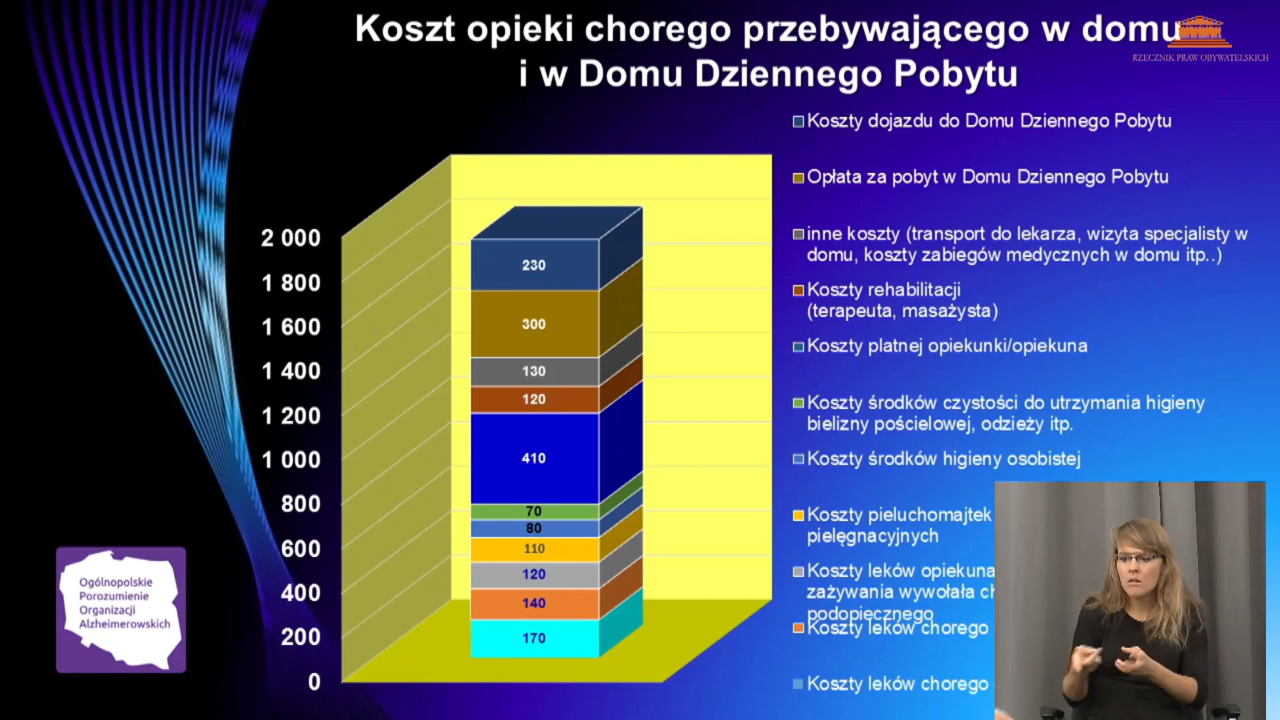 Koszt opieki chorego przebywającego w domu
i w Domu Dziennego Pobytu
RZECZNIK PRAW OBYWATELSKICH
2 000
1 800
1 600
1 400
1 200
1 000
800
600
400
200
0
230
300
130
120
410
70
80
110
120
140
170
Koszty dojazdu do Domu Dziennego Pobytu
Opłata za pobyt w Domu Dziennego Pobytu
inne koszty (transport do lekarza, wizyta specjalisty w
domu, koszty zabiegów medycznych w domu itp..)
Koszty rehabilitacji
(terapeuta, masażysta)
Koszty platnej opiekunki/opiekuna
Koszty środków czystości do utrzymania higieny
bielizny pościelowej, odzieży itp.
Koszty środków higieny osobistej
Koszty pieluchomajtek
pielęgnacyjnych
Koszty leków opiekuna
zażywania wywołała
podopiecznego
Koszty leków chorego
Koszty leków chorego
Ogólnopolskie
Porozumienie
Organizacji
Alzheimerowskich